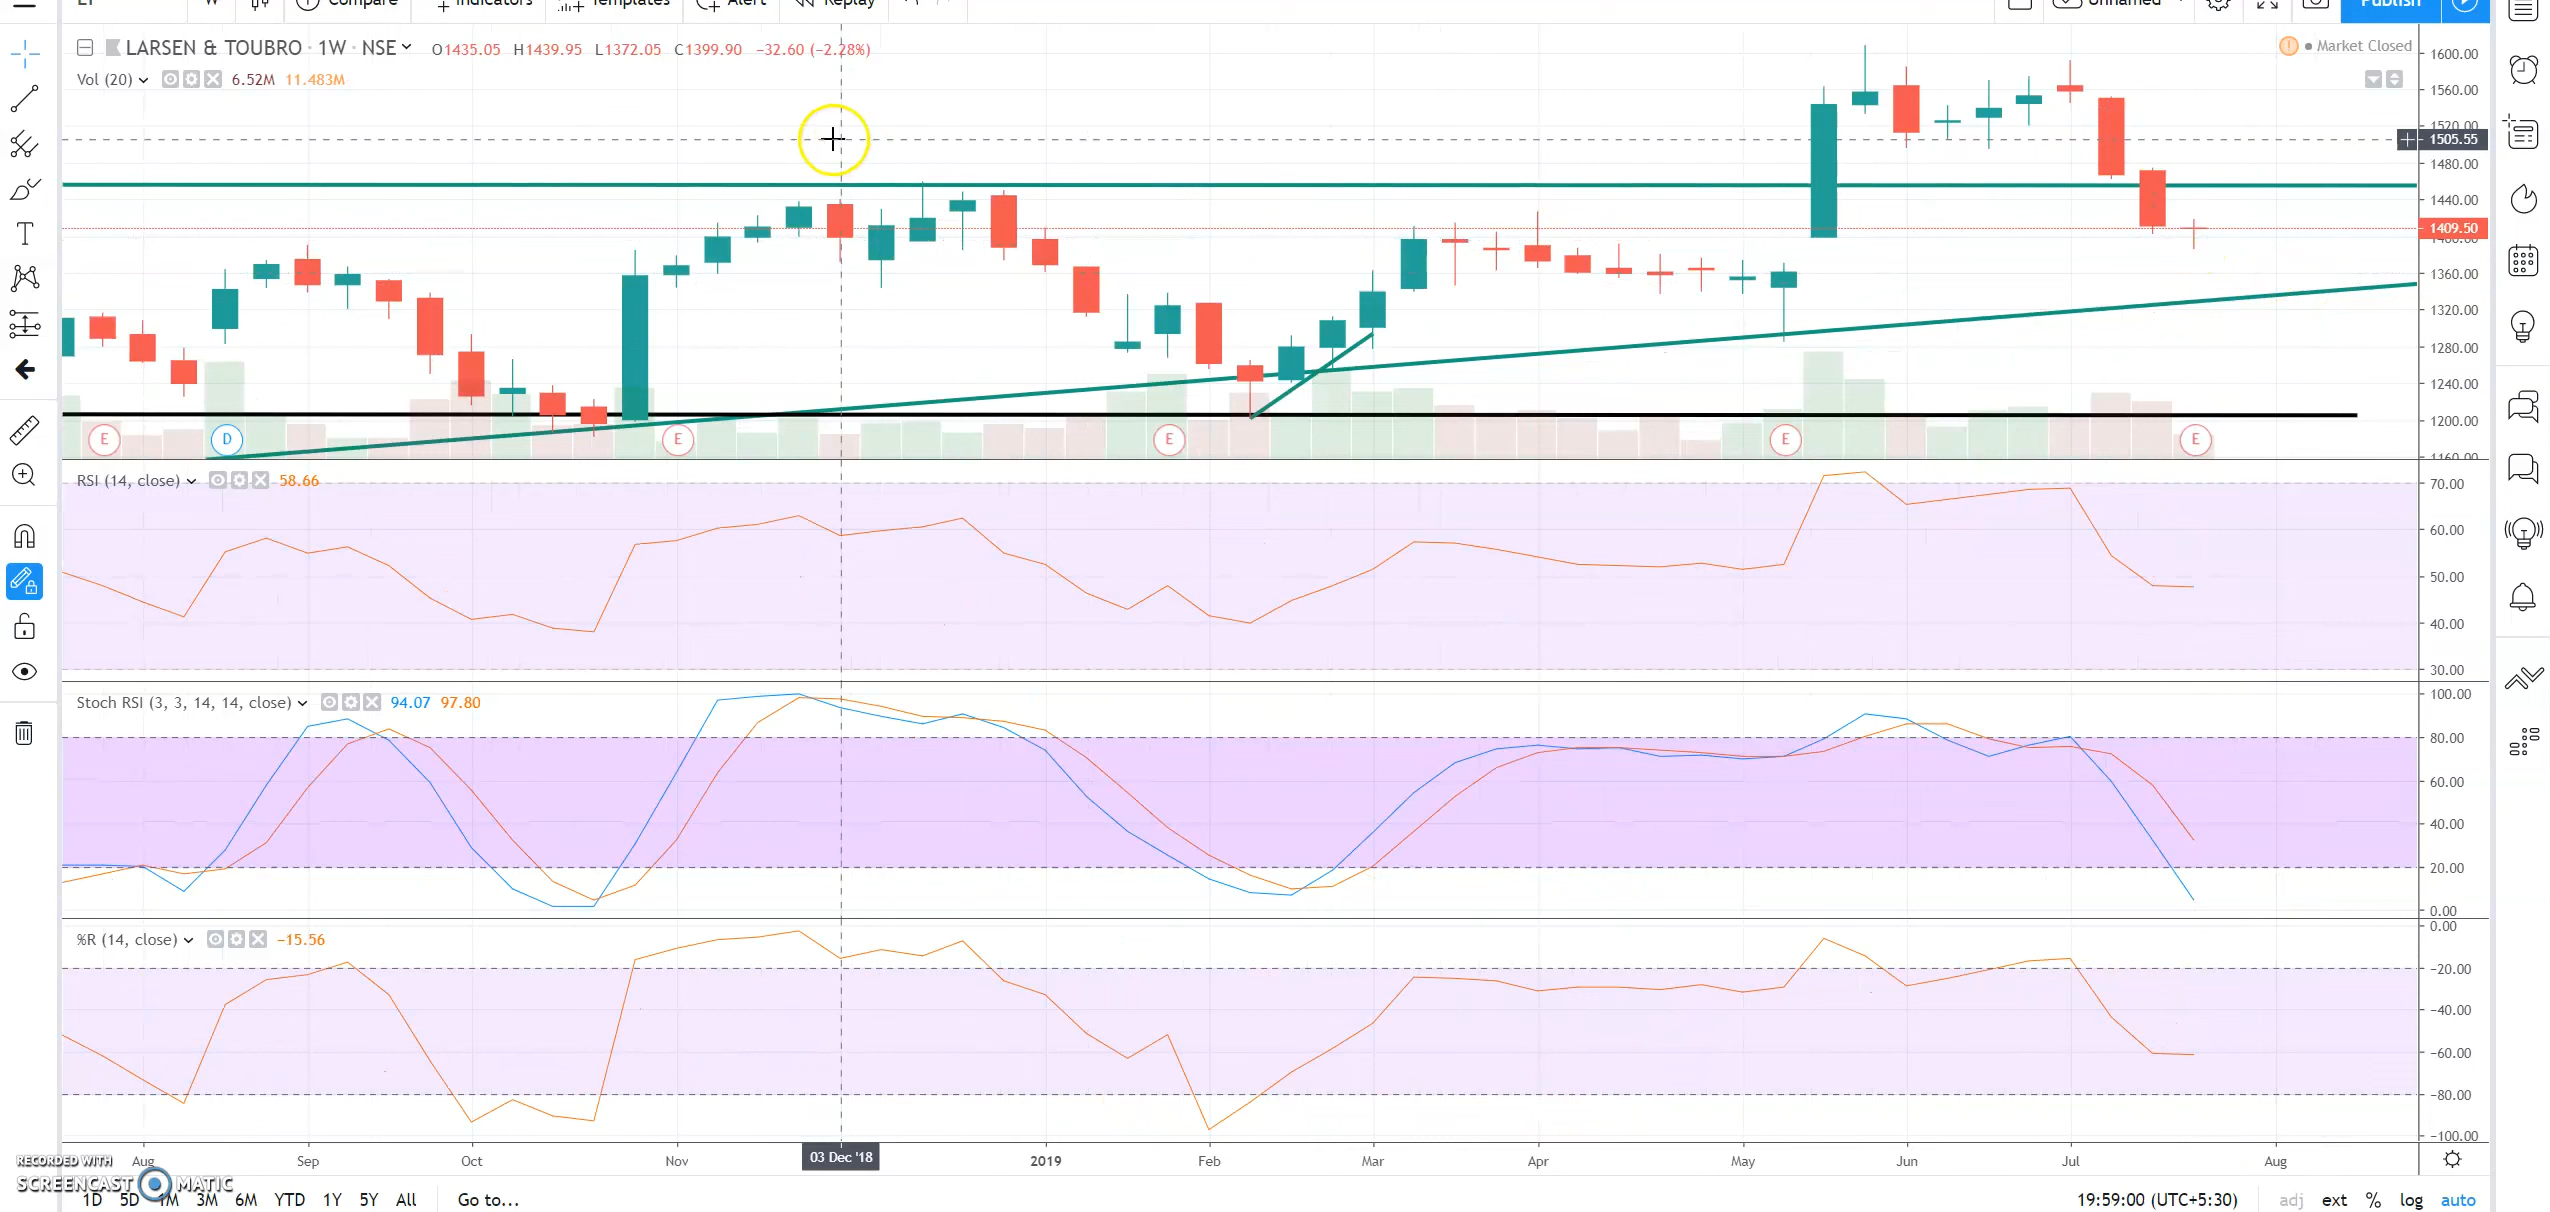 Compare Indicators Templates Alert Replay Unnamed Publish
LARSEN & TOUBRO · 1W · NSE O1435.05 H1439.95 L1372.05 C1399.90 −32.60 (−2.28%)
Market Closed
Vol (20) 6.52M 11.483M
1600.00
1560.00
1520.00
1505.55
1480.00
1440.00
1409.50
1400.00
1360.00
1320.00
1280.00
1240.00
1200.00
1160.00
E D E E E E
RSI (14, close) 58.66
70.00
60.00
50.00
40.00
30.00
Stoch RSI (3, 3, 14, 14, close) 94.07 97.80
100.00
80.00
60.00
40.00
20.00
0.00
%R (14, close) −15.56
0.00
−20.00
−40.00
−60.00
−80.00
−100.00
Aug Sep Oct Nov 03 Dec '18 2019 Feb Mar Apr May Jun Jul Aug
RECORDED WITH
SCREENCAST MATIC
1D 5D 1M 3M 6M YTD 1Y 5Y All Go to... 19:59:00 (UTC+5:30) adj ext % log auto